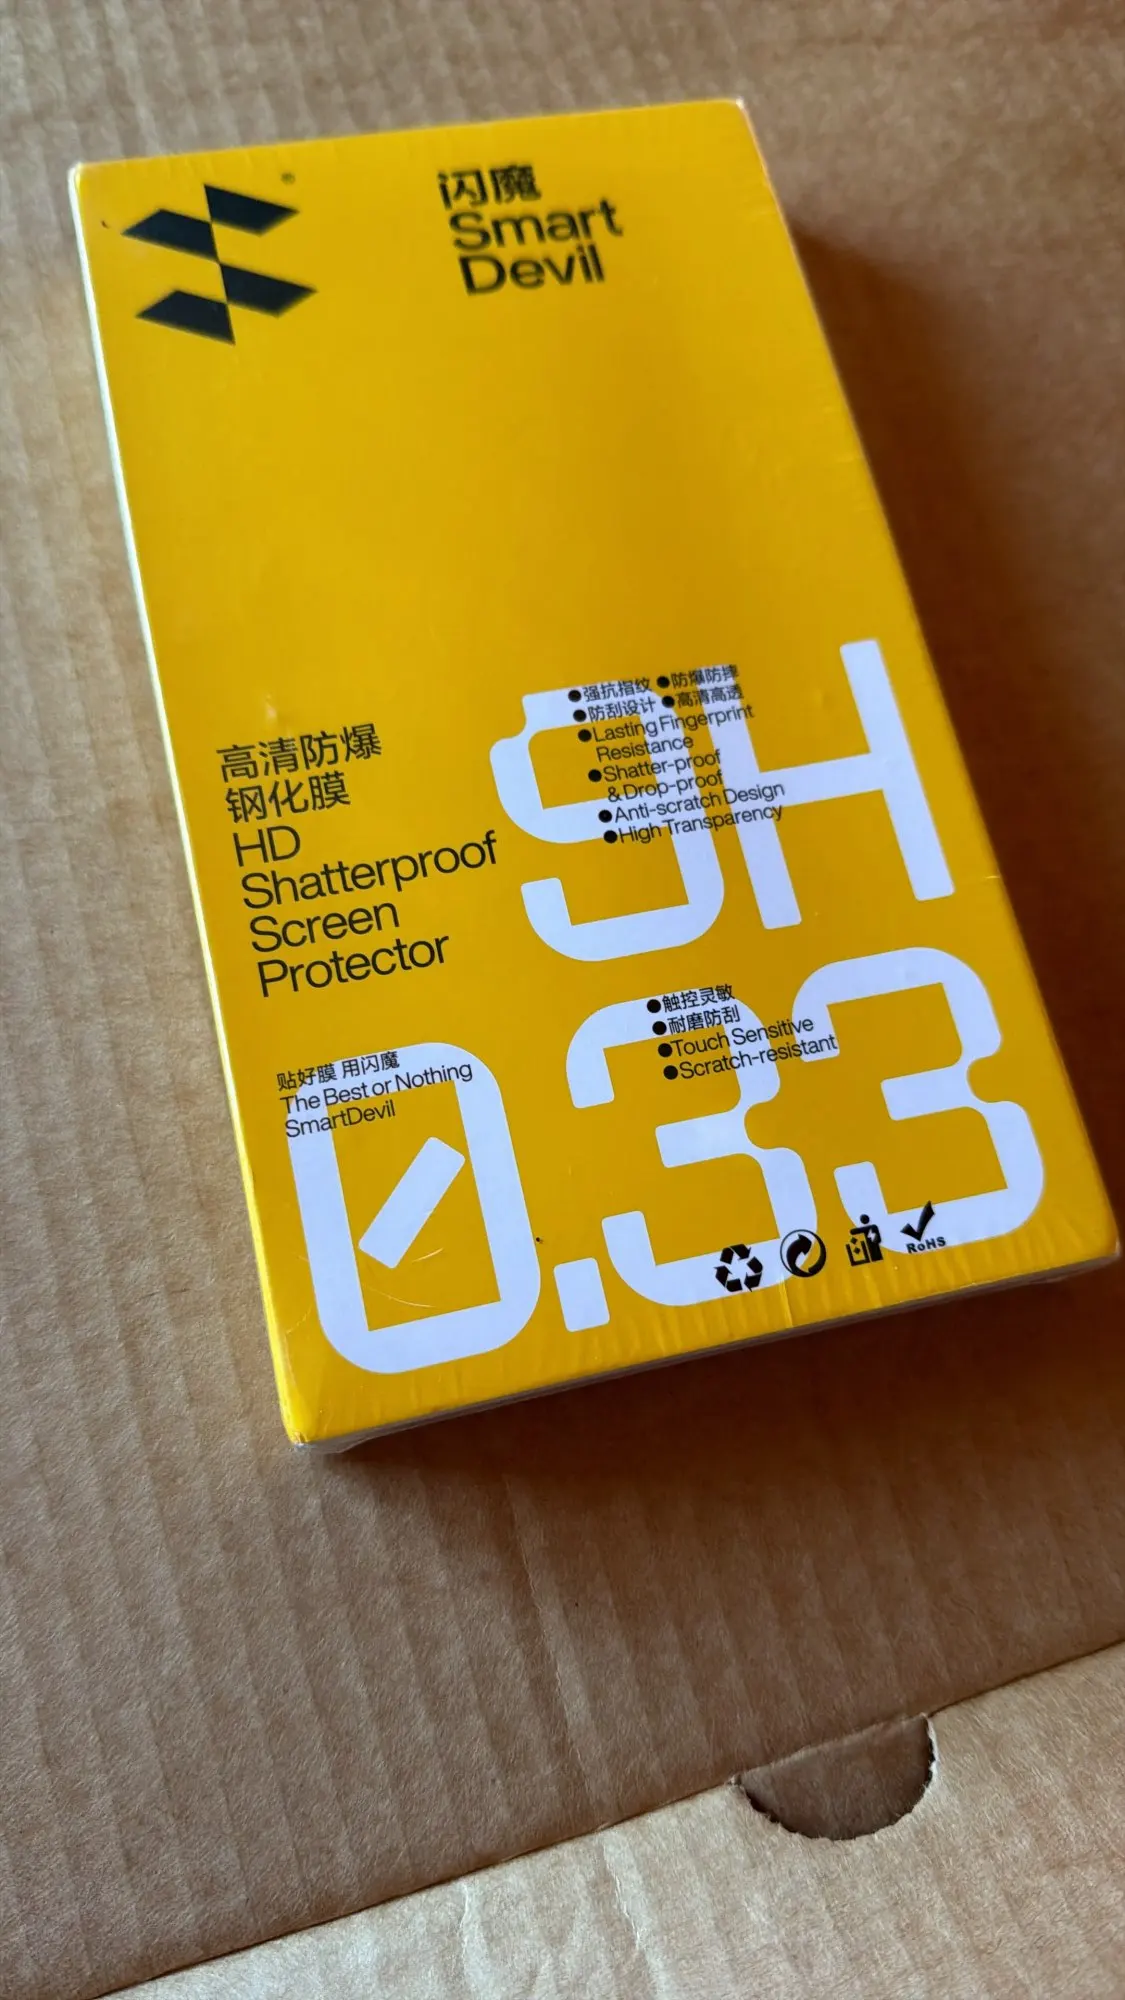 ®
闪魔
Smart
Devil
高清防爆
钢化膜
HD
Shatterproof
Screen
Protector
9H
●强抗指纹 ●防爆防摔
●防刮设计 ●高清高透
●Lasting Fingerprint
Resistance
●Shatter-proof
& Drop-proof
●Anti-scratch Design
●High Transparency
贴好膜 用闪魔
The Best or Nothing
SmartDevil
0.33
●触控灵敏
●耐磨防刮
●Touch Sensitive
●Scratch-resistant
RoHS